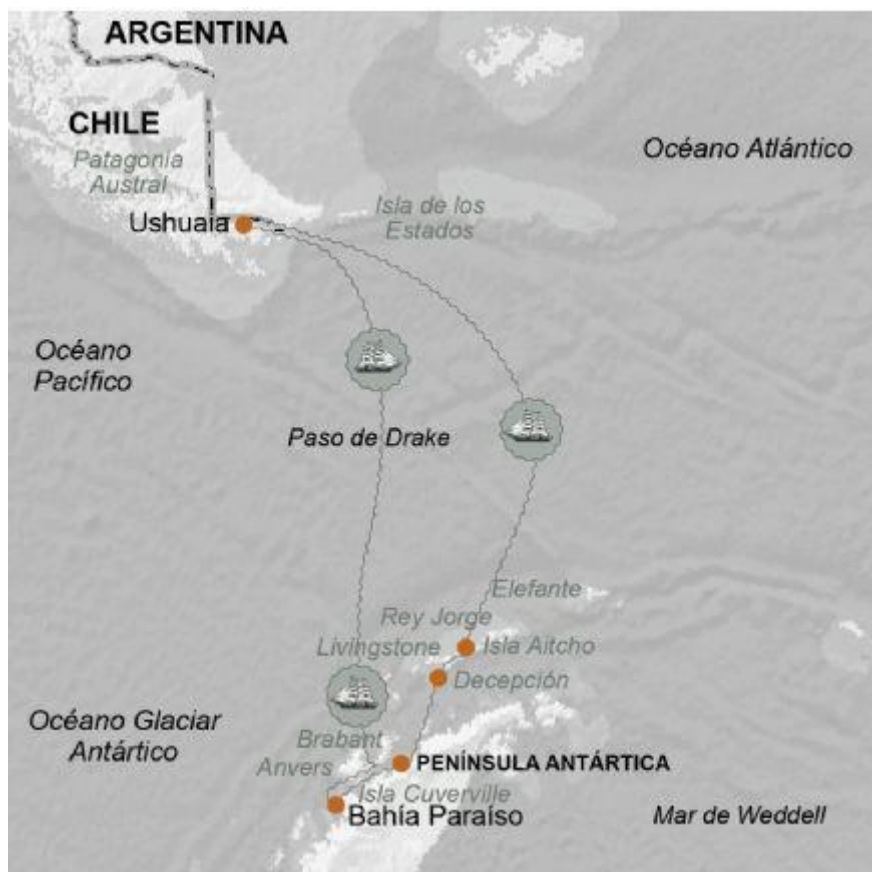 ARGENTINA
CHILE
Patagonia
Austral
Océano Atlántico
Isla de los
Estados
Ushuaia
Océano
Pacífico
Paso de Drake
Elefante
Rey Jorge
Livingstone
Isla Aitcho
Decepción
Océano Glaciar
Antártico
Brabant
Anvers
PENÍNSULA ANTÁRTICA
Isla Cuverville
Bahía Paraíso
Mar de Weddell